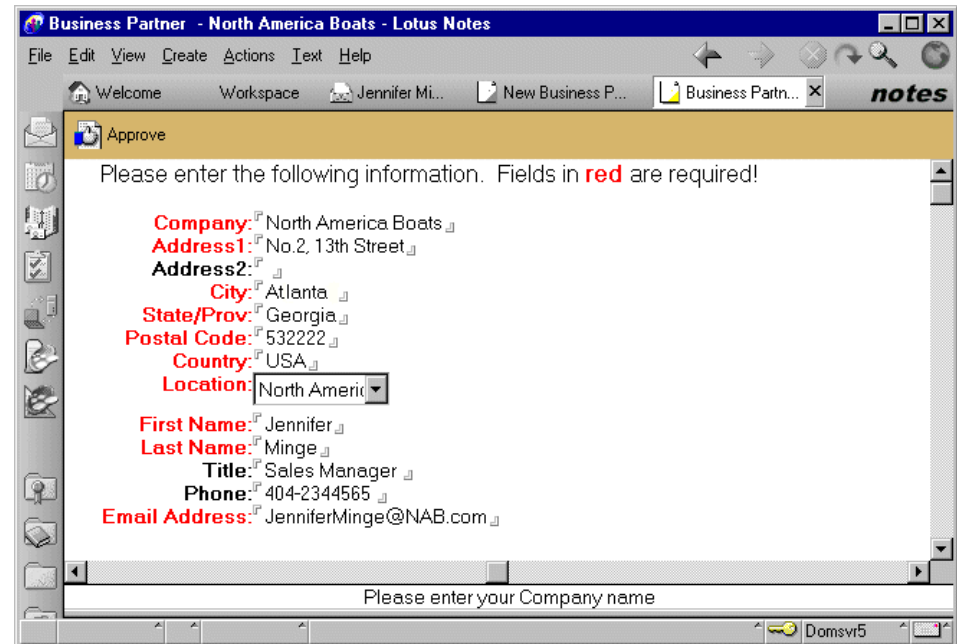 Business Partner - North America Boats - Lotus Notes
File Edit View Create Actions Text Help
Welcome Workspace Jennifer Mi... New Business P... Business Partn... notes
Approve
Please enter the following information. Fields in red are required!
Company: North America Boats
Address1: No.2, 13th Street
Address2:
City: Atlanta
State/Prov: Georgia
Postal Code: 532222
Country: USA
Location: North Americ
First Name: Jennifer
Last Name: Minge
Title: Sales Manager
Phone: 404-2344565
Email Address: JenniferMinge@NAB.com
Please enter your Company name
Domsvr5